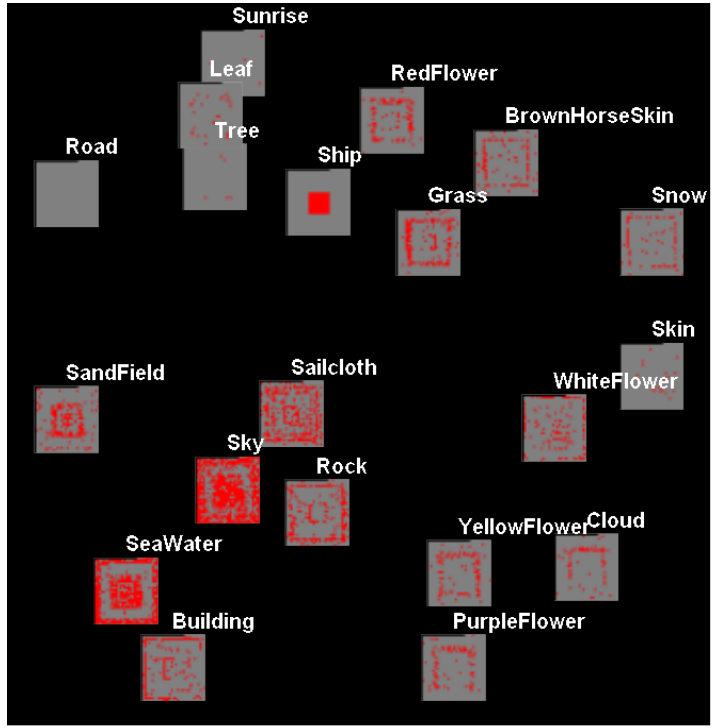 Sunrise
Leaf
RedFlower
BrownHorseSkin
Tree
Road
Ship
Grass
Snow
Skin
SandField
Sailcloth
WhiteFlower
Sky
Rock
YellowFlower
Cloud
SeaWater
Building
PurpleFlower